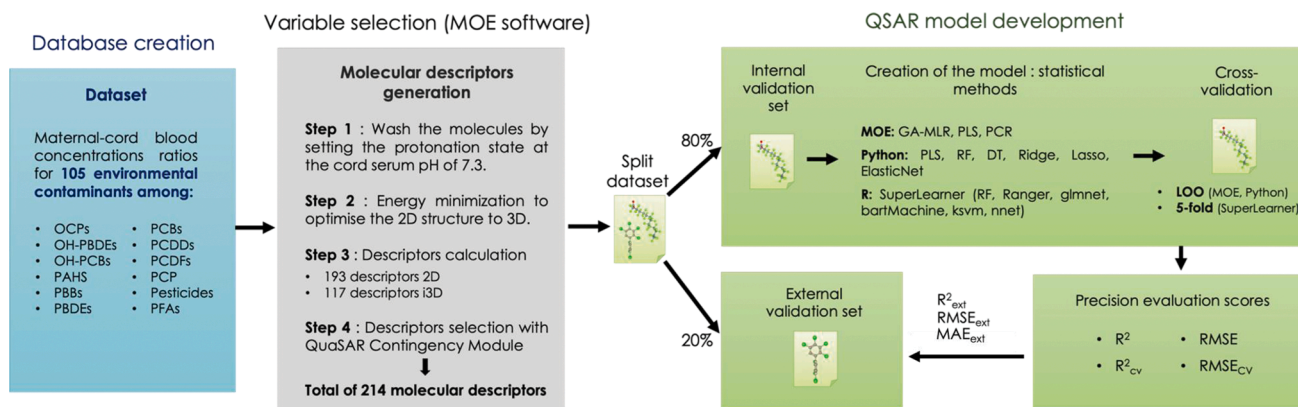 Database creation
Dataset
Maternal-cord blood
concentrations ratios
for 105 environmental
contaminants among:
• OCPs
• OH-PBDEs
• OH-PCBs
• PAHS
• PBBs
• PBDEs
• PCBs
• PCDDs
• PCDFs
• PCP
• Pesticides
• PFAs
Variable selection (MOE software)
Molecular descriptors
generation
Step 1 : Wash the molecules by
setting the protonation state at
the cord serum pH of 7.3.
Step 2 : Energy minimization to
optimise the 2D structure to 3D.
Step 3 : Descriptors calculation
• 193 descriptors 2D
• 117 descriptors i3D
Step 4 : Descriptors selection with
QuaSAR Contingency Module
Total of 214 molecular descriptors
Split
dataset
80%
20%
QSAR model development
Internal
validation
set
Creation of the model : statistical
methods
MOE: GA-MLR, PLS, PCR
Python: PLS, RF, DT, Ridge, Lasso,
ElasticNet
R: SuperLearner (RF, Ranger, glmnet,
bartMachine, ksvm, nnet)
Cross-
validation
• LOO (MOE, Python)
• 5-fold (SuperLearner)
External
validation set
R²ext
RMSEext
MAEext
Precision evaluation scores
• R²
• R²cv
• RMSE
• RMSECV